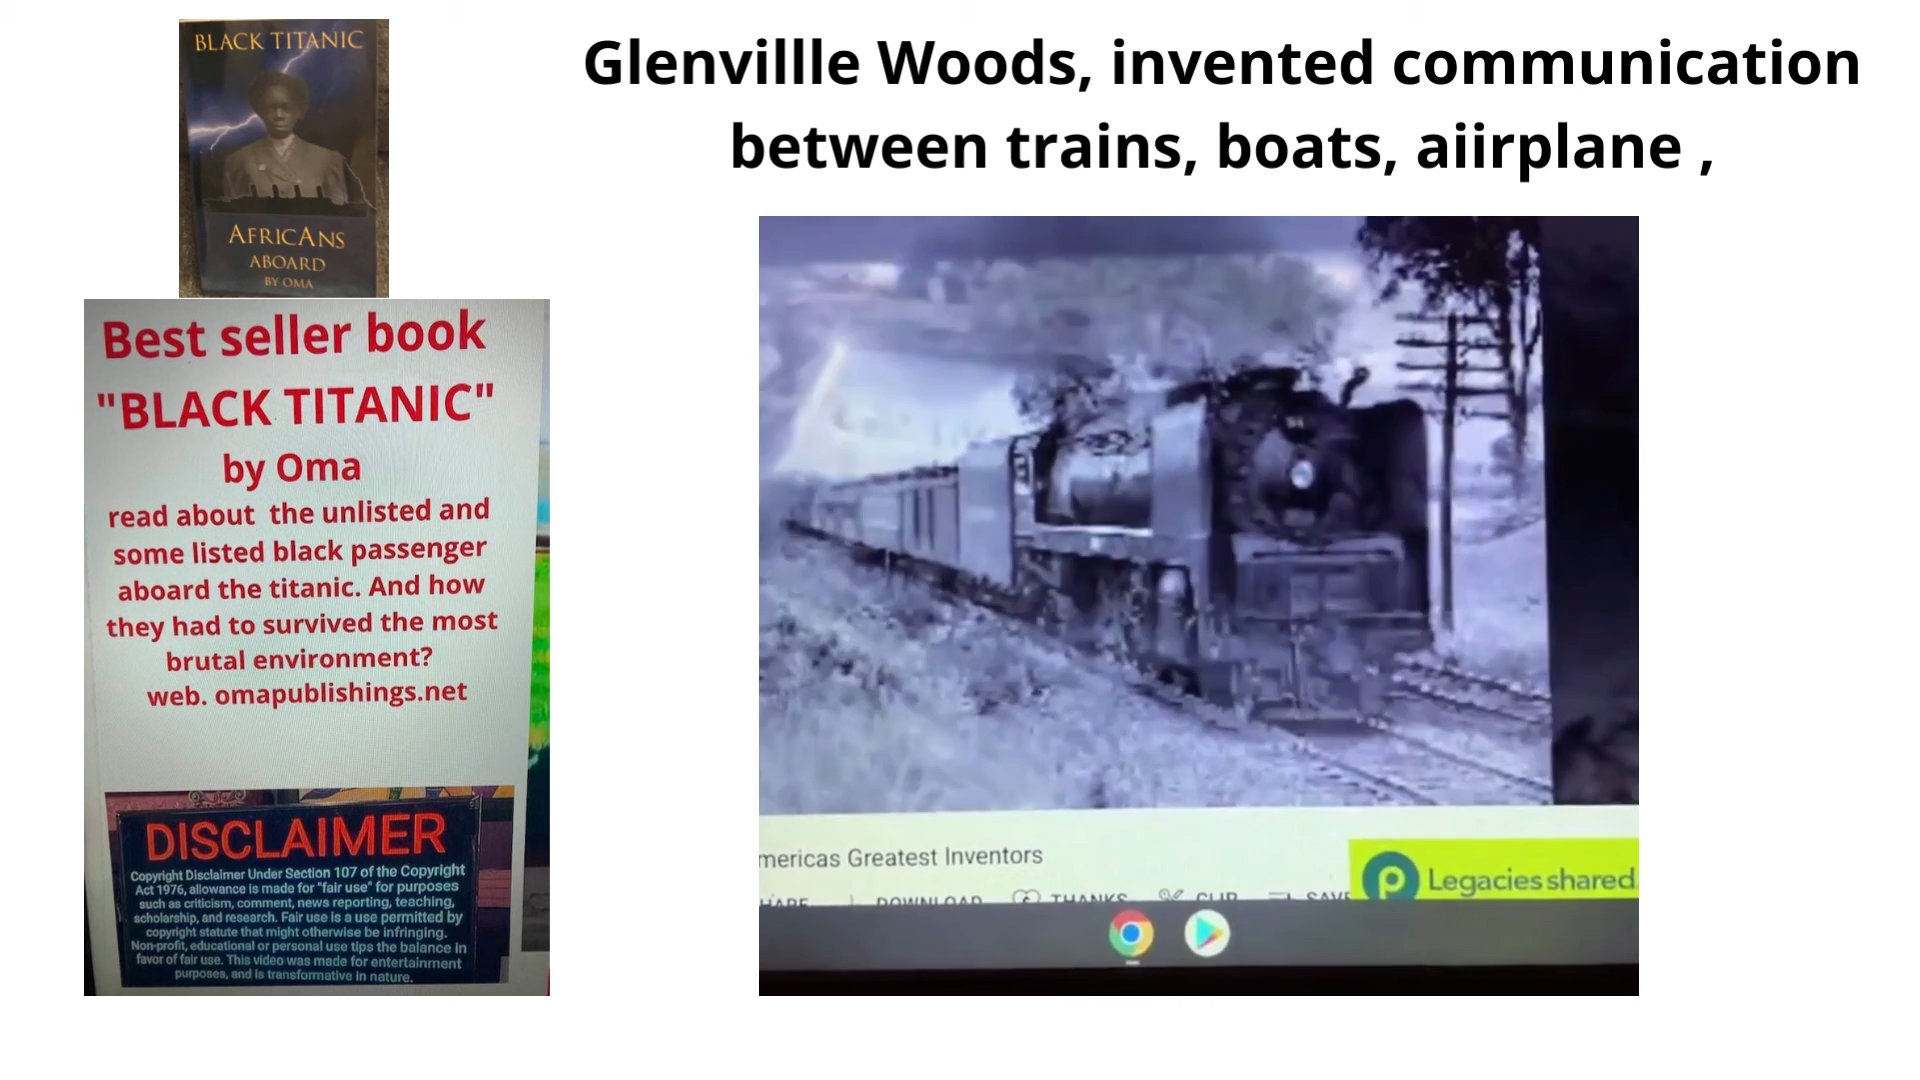 BLACK TITANIC
AFRICANS
ABOARD
BY OMA
Glenvillle Woods, invented communication
between trains, boats, aiirplane ,
Best seller book
"BLACK TITANIC"
by Oma
read about the unlisted and
some listed black passenger
aboard the titanic. And how
they had to survived the most
brutal environment?
web. omapublishings.net
DISCLAIMER
Copyright Disclaimer Under Section 107 of the Copyright
Act 1976, allowance is made for "fair use" for purposes
such as criticism, comment, news reporting, teaching,
scholarship, and research. Fair use is a use permitted by
copyright statute that might otherwise be infringing.
Non-profit, educational or personal use tips the balance in
favor of fair use. This video was made for entertainment
purposes, and is transformative in nature.
mericas Greatest Inventors
HARE DOWNLOAD THANKS CLIP SAVE
Legacies shared.